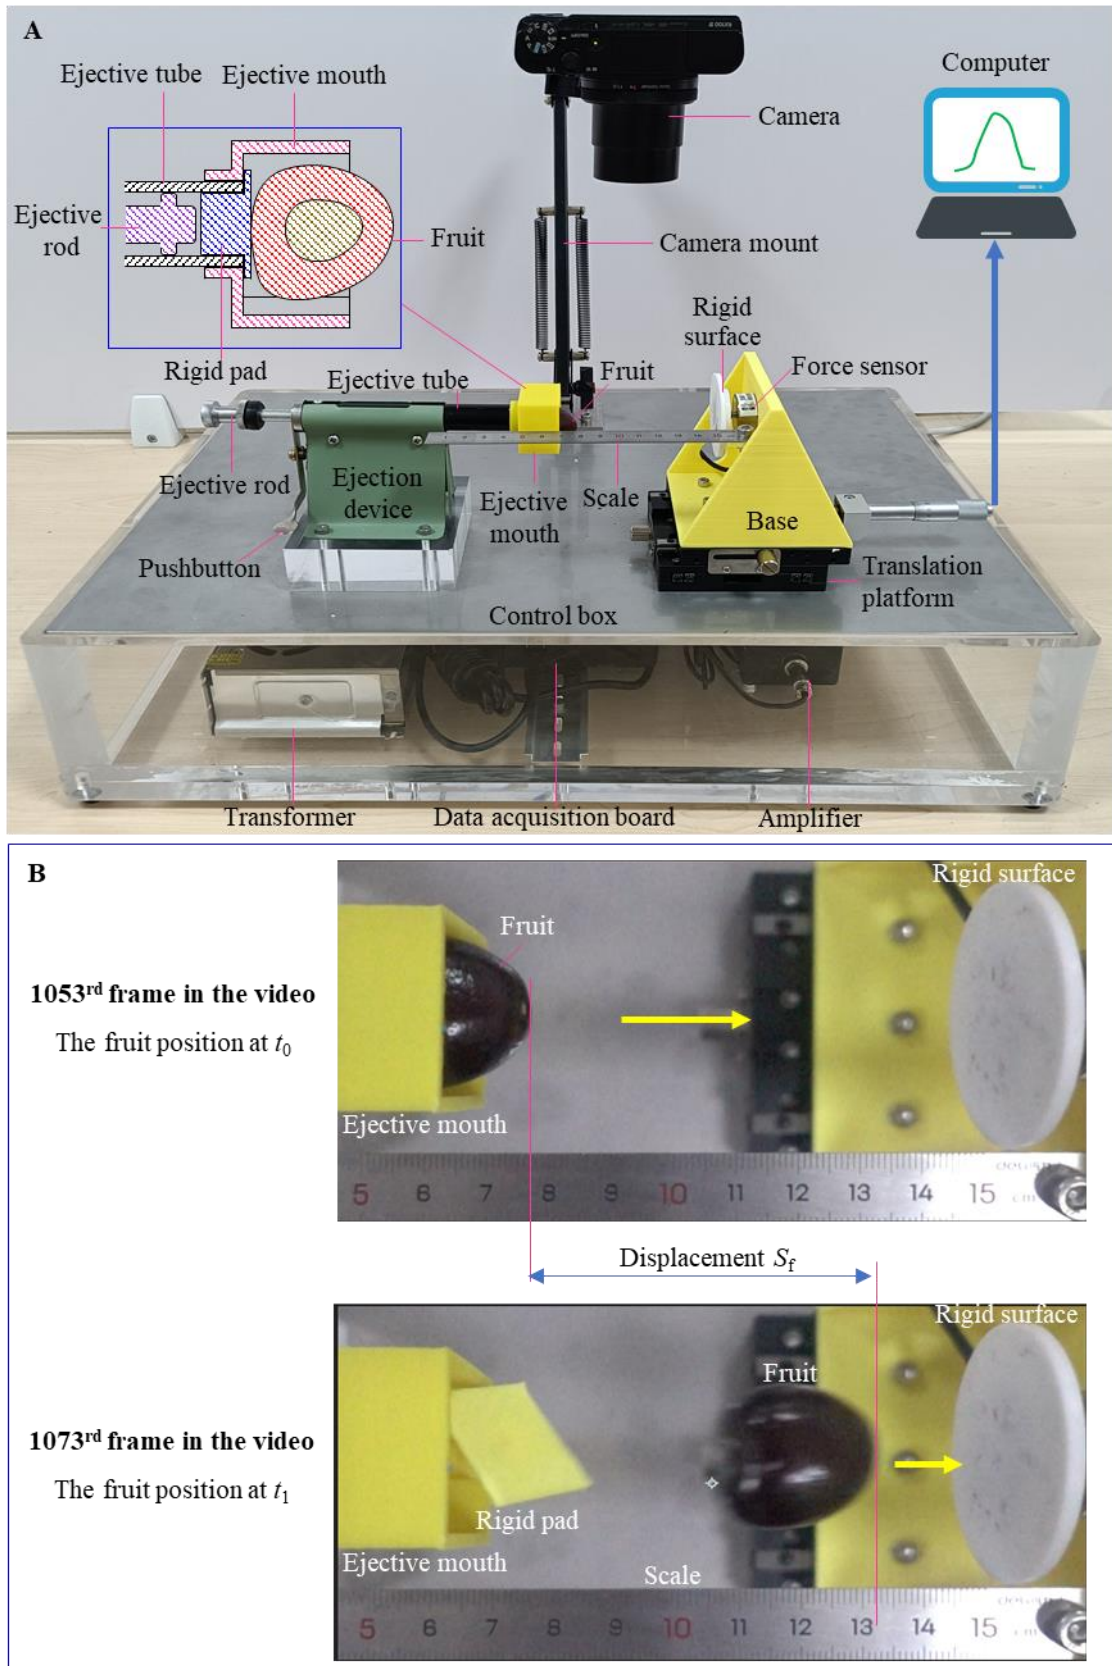 A
Computer
Ejective tube
Ejective mouth
Camera
Ejective
rod
Fruit
Camera mount
Rigid
surface
Rigid pad
Ejective tube
Fruit
Force sensor
Ejective rod
Ejection
device
Ejective
mouth
Scale
Base
Pushbutton
Translation
platform
Control box
Transformer
Data acquisition board
Amplifier
B
Rigid surface
Fruit
1053rd frame in the video
The fruit position at t0
Ejective mouth
5 6 7 8 9 10 11 12 13 14 15 cm
Displacement Sf
Rigid surface
Fruit
1073rd frame in the video
The fruit position at t1
Rigid pad
Ejective mouth
Scale
5 6 7 8 9 10 11 12 13 14 15 cm